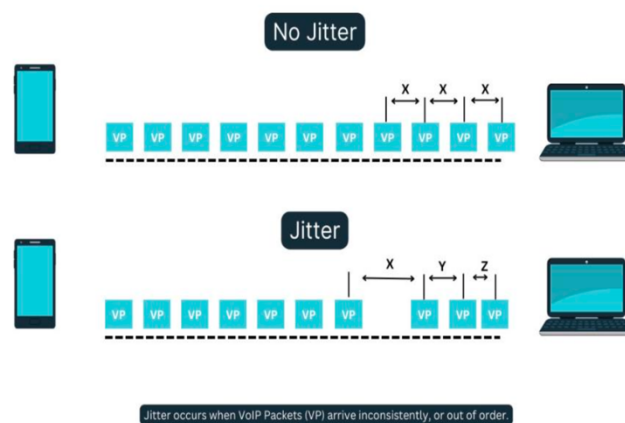 No Jitter
X X X
VP VP VP VP VP VP VP VP VP VP VP
Jitter
X Y Z
VP VP VP VP VP VP VP VP VP VP
Jitter occurs when VoIP Packets (VP) arrive inconsistently, or out of order.